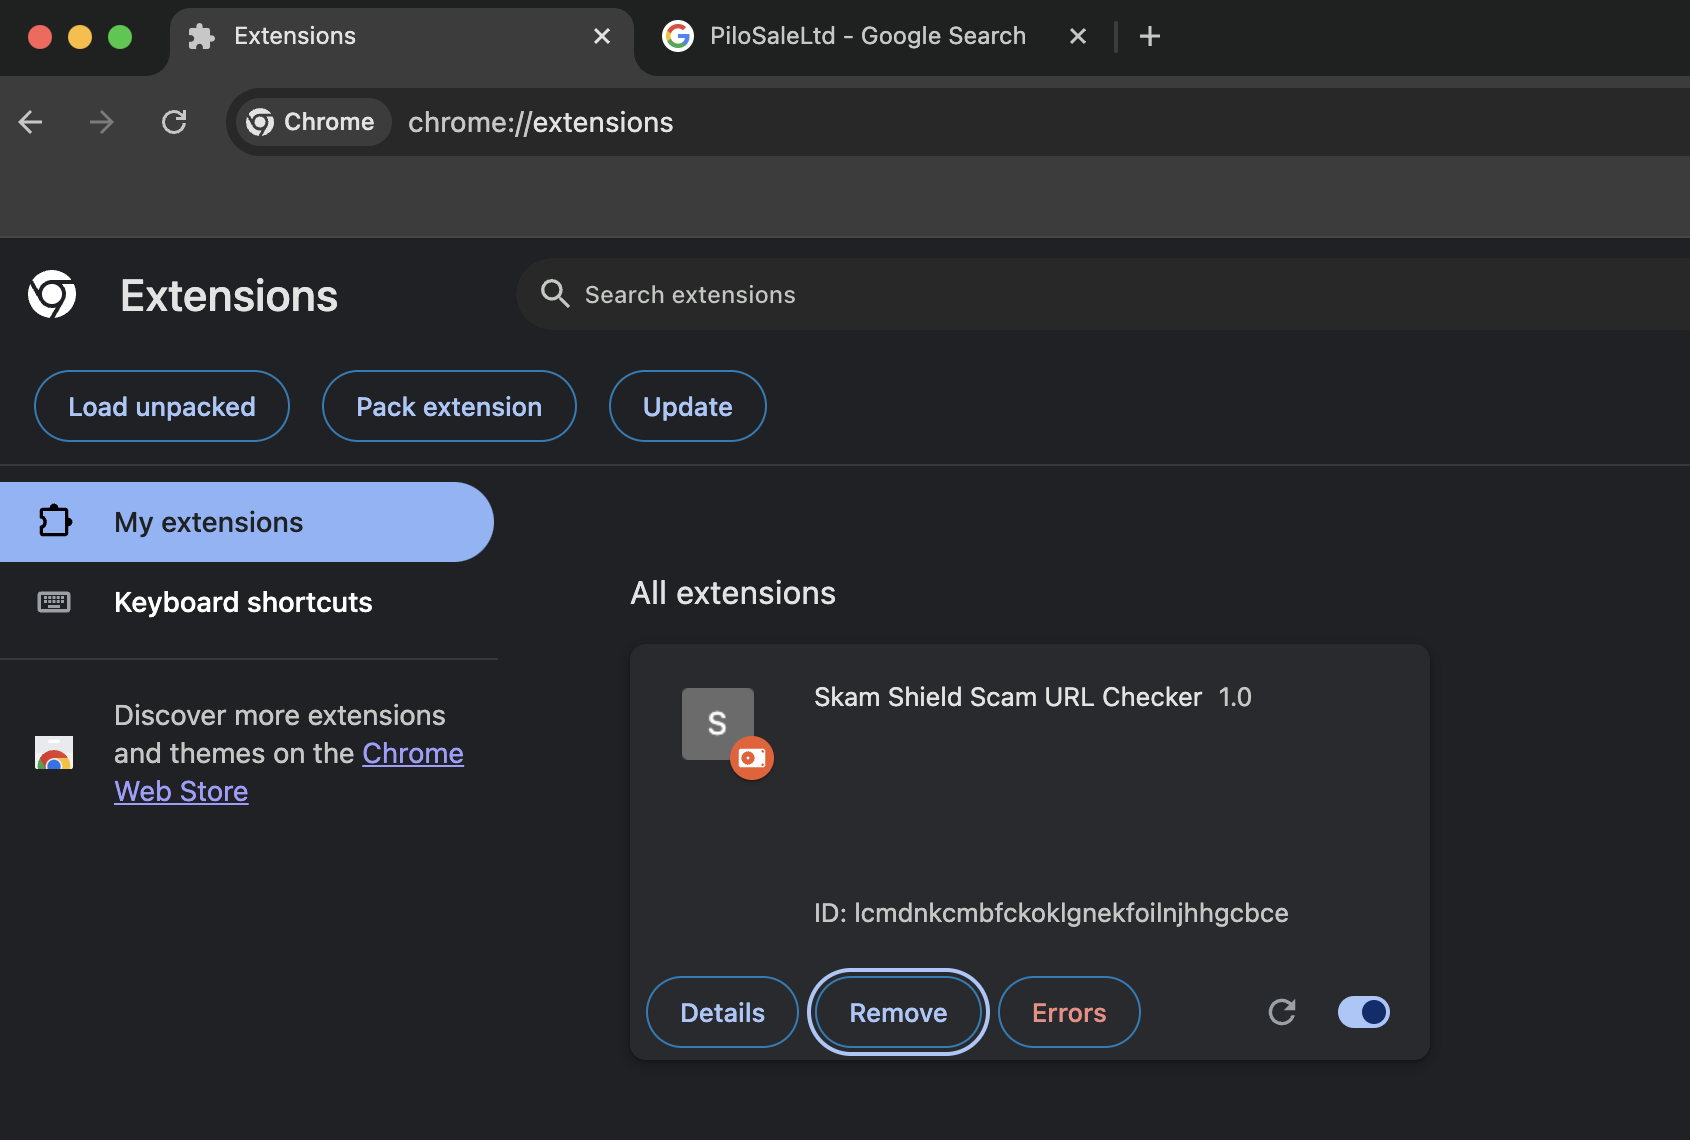 Extensions
PiloSaleLtd - Google Search
Chrome
chrome://extensions
Extensions
Search extensions
Load unpacked
Pack extension
Update
My extensions
Keyboard shortcuts
Discover more extensions
and themes on the Chrome
Web Store
All extensions
S
Skam Shield Scam URL Checker 1.0
ID: lcmdnkcmbfckoklgnekfoilnjhhgcbce
Details
Remove
Errors